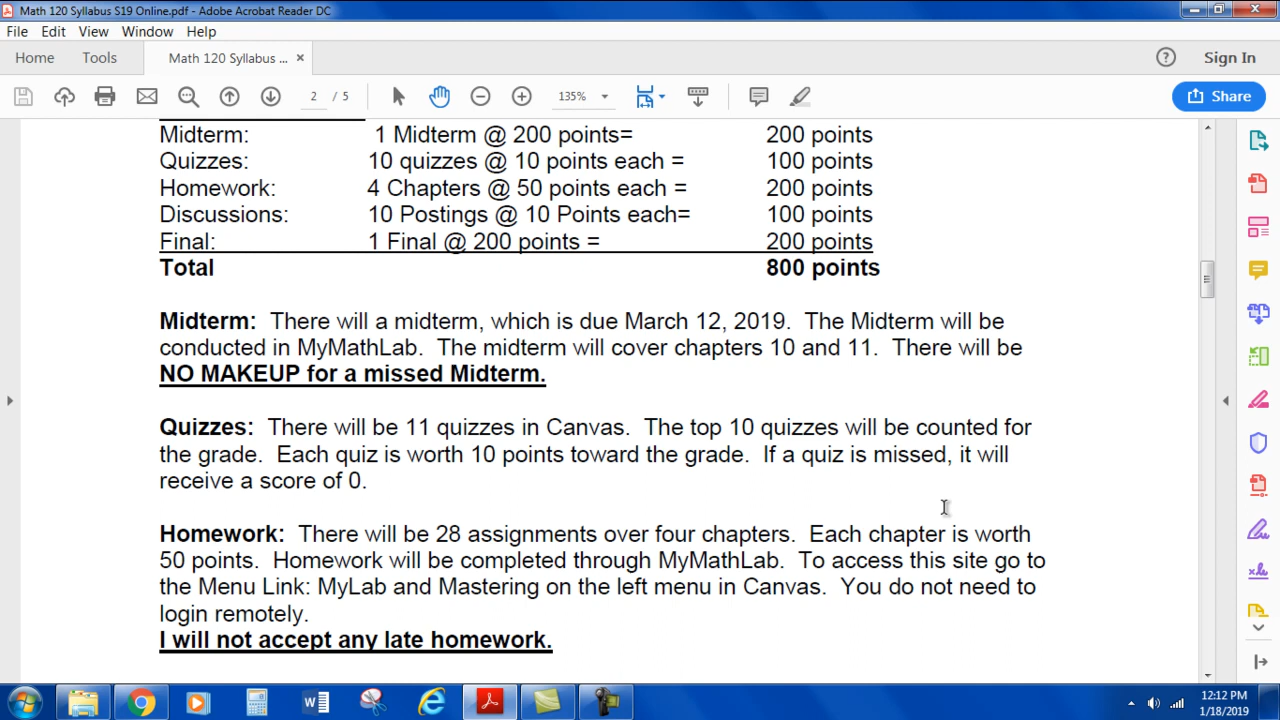 Math 120 Syllabus S19 Online.pdf - Adobe Acrobat Reader DC
File Edit View Window Help
Home Tools Math 120 Syllabus ... × Sign In
2 / 5 135% Share
Midterm: 1 Midterm @ 200 points= 200 points
Quizzes: 10 quizzes @ 10 points each = 100 points
Homework: 4 Chapters @ 50 points each = 200 points
Discussions: 10 Postings @ 10 Points each= 100 points
Final: 1 Final @ 200 points = 200 points
Total 800 points
Midterm: There will a midterm, which is due March 12, 2019. The Midterm will be
conducted in MyMathLab. The midterm will cover chapters 10 and 11. There will be
NO MAKEUP for a missed Midterm.
Quizzes: There will be 11 quizzes in Canvas. The top 10 quizzes will be counted for
the grade. Each quiz is worth 10 points toward the grade. If a quiz is missed, it will
receive a score of 0.
Homework: There will be 28 assignments over four chapters. Each chapter is worth
50 points. Homework will be completed through MyMathLab. To access this site go to
the Menu Link: MyLab and Mastering on the left menu in Canvas. You do not need to
login remotely.
I will not accept any late homework.
12:12 PM
1/18/2019